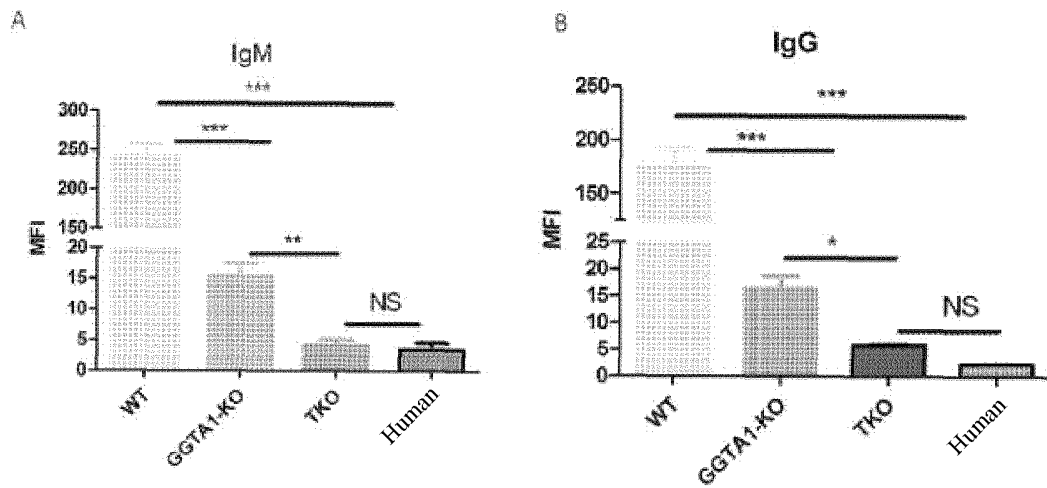 A
IgM
***
***
300
250
200
150
20
15
10
5
0
MFI
**
NS
WT
GGTA1-KO
TKO
Human
B
IgG
***
***
250
200
150
25
20
15
10
5
0
MFI
*
NS
WT
GGTA1-KO
TKO
Human